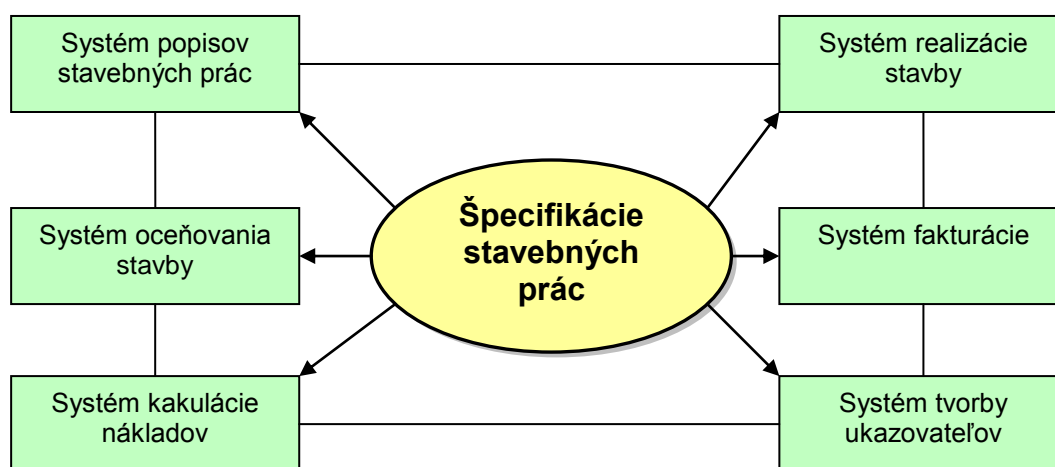 Systém popisov
stavebných prác
Systém realizácie
stavby
Špecifikácie
stavebných
prác
Systém oceňovania
stavby
Systém fakturácie
Systém kakulácie
nákladov
Systém tvorby
ukazovateľov